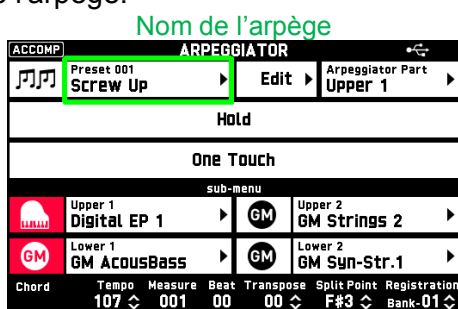 l'arpège.
Nom de l'arpège
ACCOMP ARPEGGIATOR
Preset 001 Arpeggiator Part
Screw Up Edit Upper 1
Hold
One Touch
sub-menu
Upper 1 Upper 2
Digital EP 1 GM GM Strings 2
Lower 1 Lower 2
GM GM AcousBass GM GM Syn-Str.1
Chord Tempo Measure Beat Transpose Split Point Registration
107 001 00 00 F#3 Bank-01